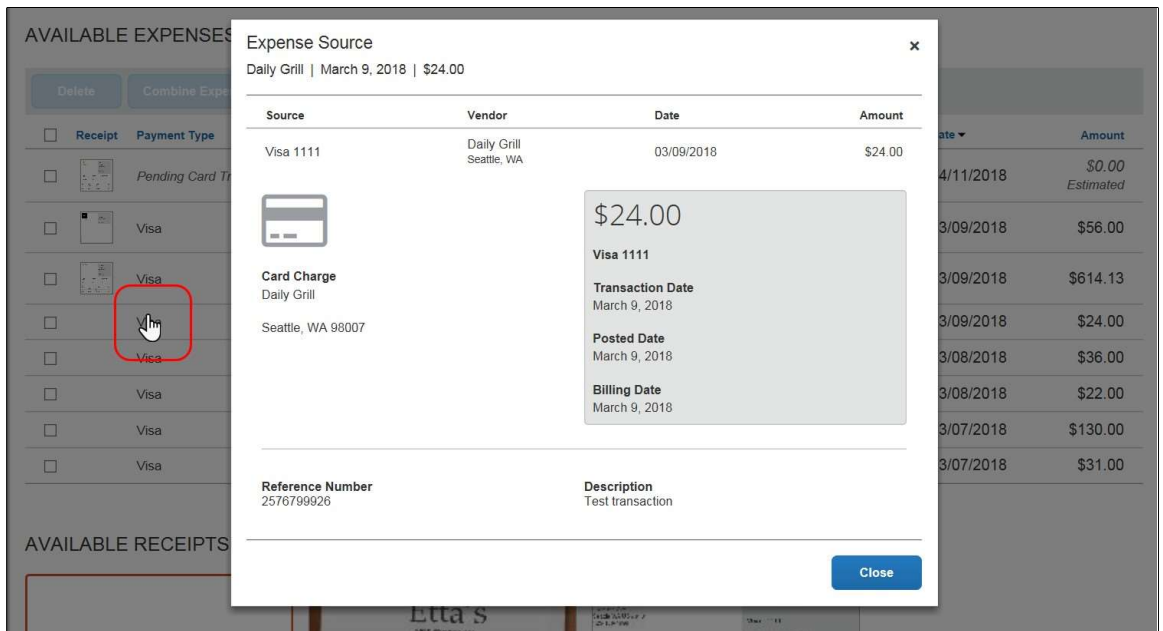 AVAILABLE EXPENSES
Delete
Combine Expe
Receipt Payment Type
ate
Amount
Pending Card Tr
4/11/2018
$0.00
Estimated
Visa
3/09/2018
$56.00
Visa
3/09/2018
$614.13
3/09/2018
$24.00
Visa
3/08/2018
$36.00
Visa
3/08/2018
$22.00
Visa
3/07/2018
$130.00
Visa
3/07/2018
$31.00
AVAILABLE RECEIPTS
Expense Source
×
Daily Grill | March 9, 2018 | $24.00
Source Vendor Date Amount
Visa 1111 Daily Grill 03/09/2018 $24.00
Seattle, WA
Card Charge
Daily Grill
Seattle, WA 98007
$24.00
Visa 1111
Transaction Date
March 9, 2018
Posted Date
March 9, 2018
Billing Date
March 9, 2018
Reference Number
2576799926
Description
Test transaction
Close
Etta's